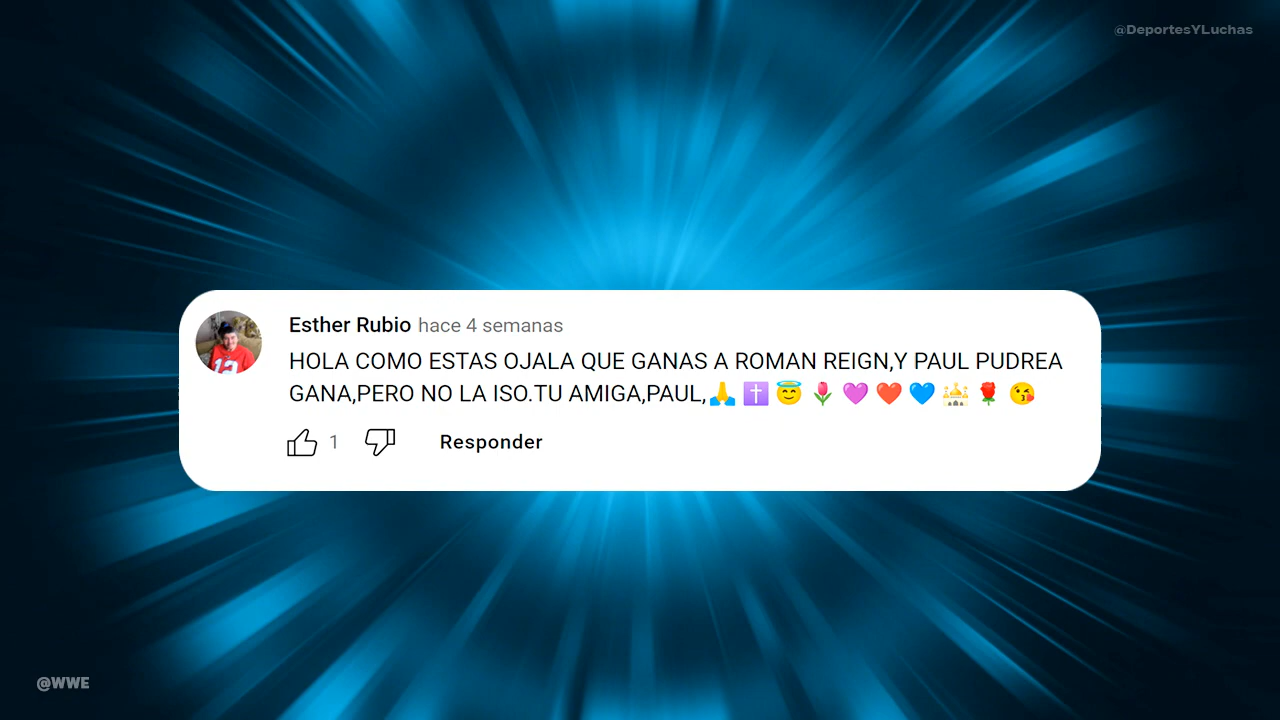 @DeportesYLuchas
Esther Rubio hace 4 semanas
HOLA COMO ESTAS OJALA QUE GANAS A ROMAN REIGN,Y PAUL PUDREA
GANA,PERO NO LA ISO.TU AMIGA,PAUL,🙏✝️😇🌷💜❤️💙🕌🌹😘
1 Responder
@WWE